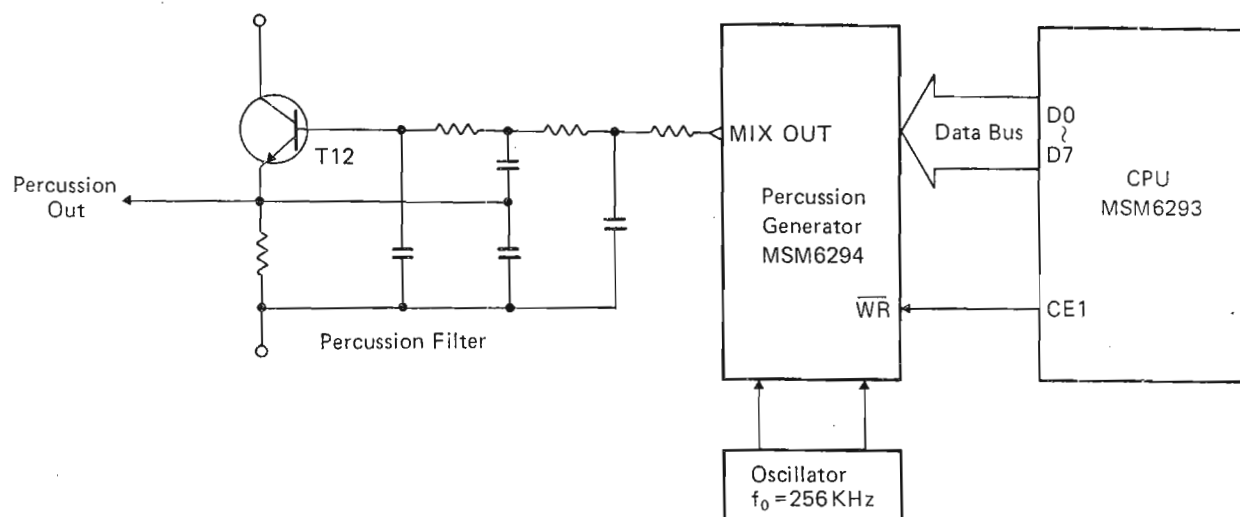 T12
Percussion
Out
Percussion Filter
MIX OUT
Percussion
Generator
MSM6294
WR
Data Bus
D0
~
D7
CPU
MSM6293
CE1
Oscillator
f₀ = 256 KHz